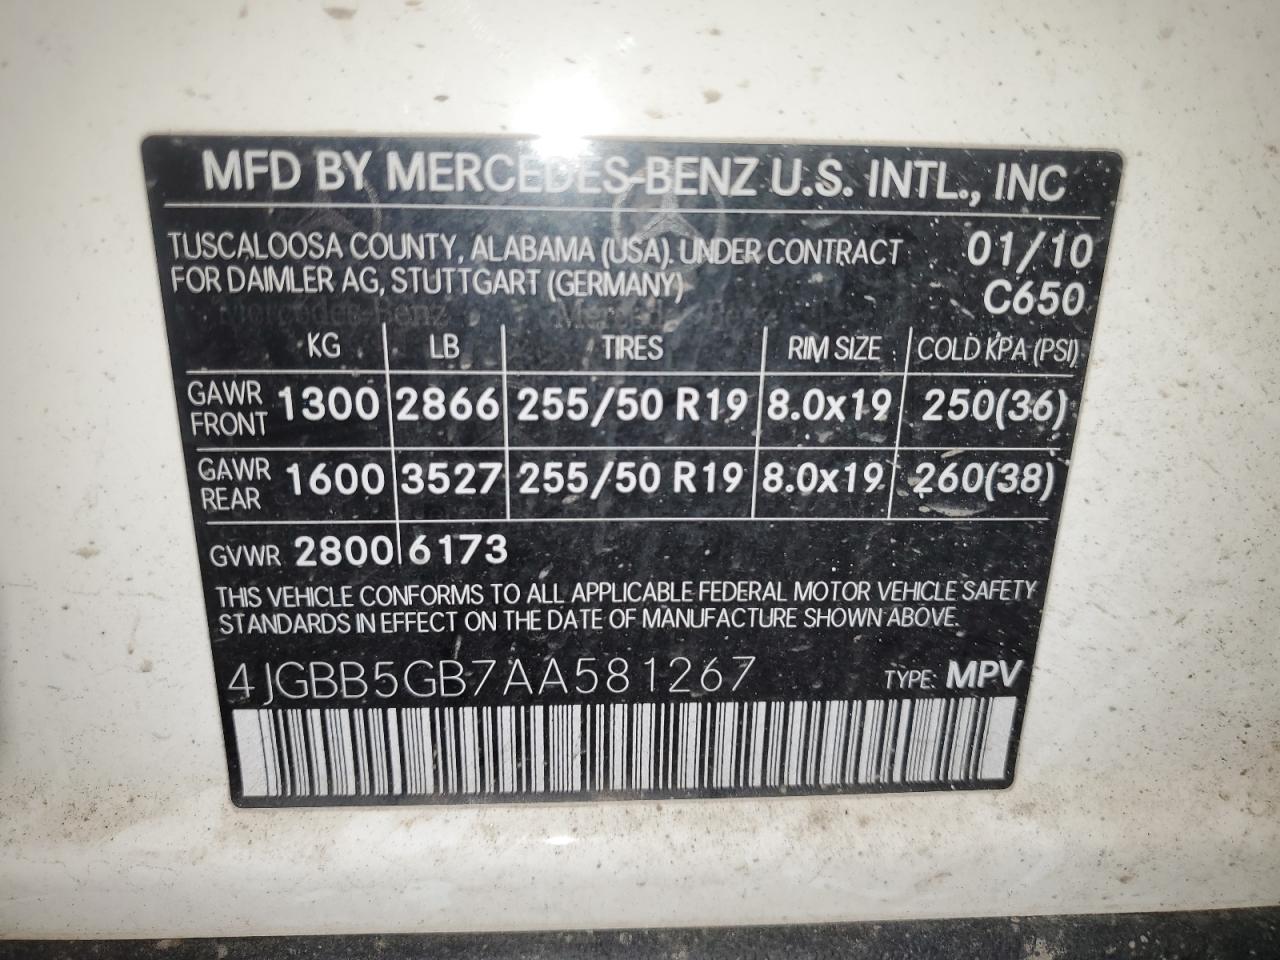 MFD BY MERCEDES-BENZ U.S. INTL., INC
TUSCALOOSA COUNTY, ALABAMA (USA). UNDER CONTRACT 01/10
FOR DAIMLER AG, STUTTGART (GERMANY) C650
Mercedes-Benz Mercedes-Benz
KG LB TIRES RIM SIZE COLD KPA (PSI)
GAWR FRONT 1300 2866 255/50 R19 8.0x19 250(36)
GAWR REAR 1600 3527 255/50 R19 8.0x19 260(38)
GVWR 2800 6173
THIS VEHICLE CONFORMS TO ALL APPLICABLE FEDERAL MOTOR VEHICLE SAFETY
STANDARDS IN EFFECT ON THE DATE OF MANUFACTURE SHOWN ABOVE.
4JGBB5GB7AA581267 TYPE: MPV